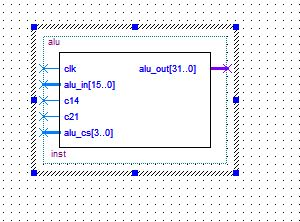 alu
clk alu_out[31..0]
alu_in[15..0]
c14
c21
alu_cs[3..0]
inst